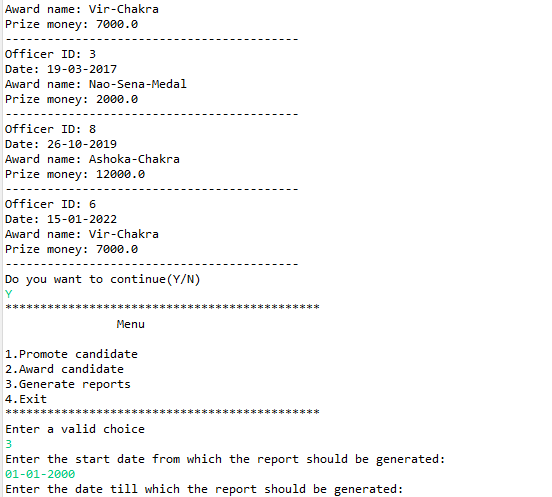 Award name: Vir-Chakra
Prize money: 7000.0
------------------------------------------
Officer ID: 3
Date: 19-03-2017
Award name: Nao-Sena-Medal
Prize money: 2000.0
------------------------------------------
Officer ID: 8
Date: 26-10-2019
Award name: Ashoka-Chakra
Prize money: 12000.0
------------------------------------------
Officer ID: 6
Date: 15-01-2022
Award name: Vir-Chakra
Prize money: 7000.0
------------------------------------------
Do you want to continue(Y/N)
Y
*********************************************
Menu
1.Promote candidate
2.Award candidate
3.Generate reports
4.Exit
*********************************************
Enter a valid choice
3
Enter the start date from which the report should be generated:
01-01-2000
Enter the date till which the report should be generated: